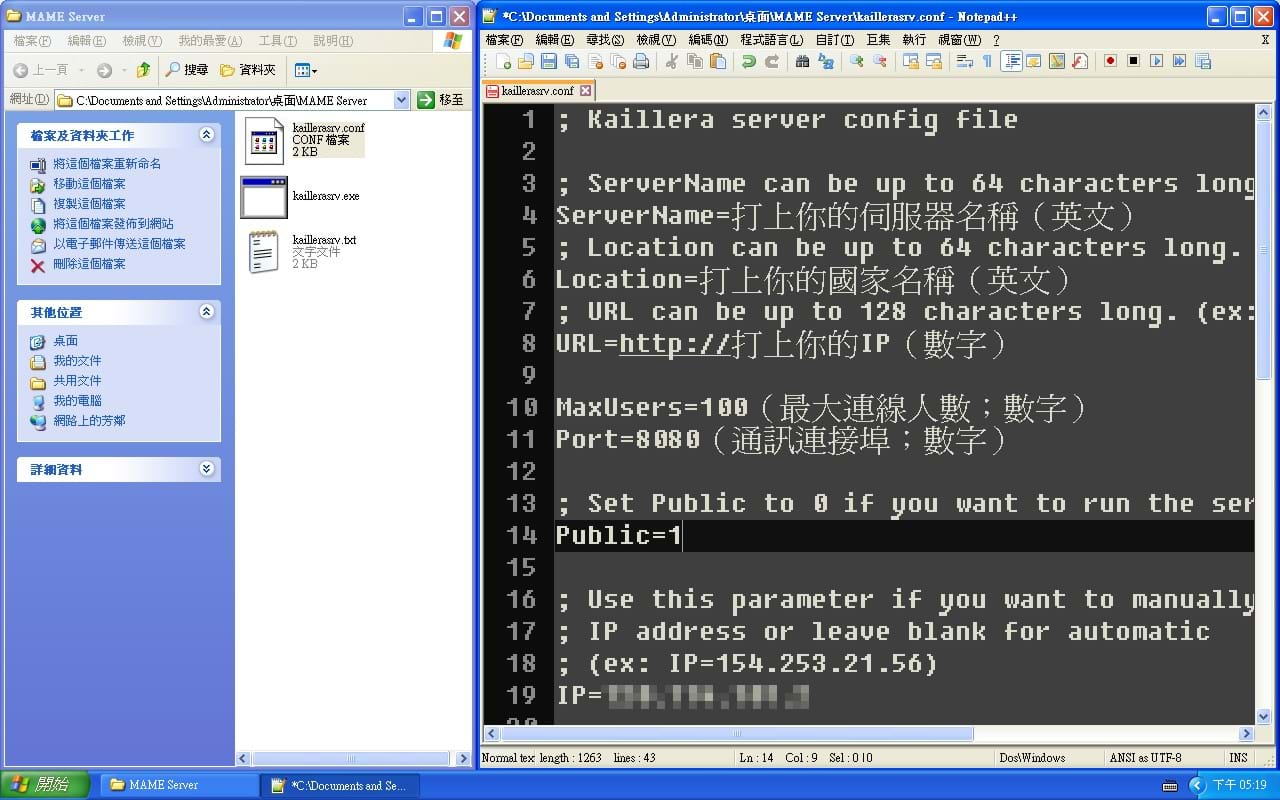 MAME Server
檔案(F) 編輯(E) 檢視(V) 我的最愛(A) 工具(T) 說明(H)
上一頁 搜尋 資料夾
網址(D) C:\Documents and Settings\Administrator\桌面\MAME Server 移至
檔案及資料夾工作
將這個檔案重新命名
移動這個檔案
複製這個檔案
將這個檔案發佈到網站
以電子郵件傳送這個檔案
刪除這個檔案
其他位置
桌面
我的文件
共用文件
我的電腦
網路上的芳鄰
詳細資料
kaillerasrv.conf
CONF 檔案
2 KB
kaillerasrv.exe
kaillerasrv.txt
文字文件
2 KB
*C:\Documents and Settings\Administrator\桌面\MAME Server\kaillerasrv.conf - Notepad++
檔案(F) 編輯(E) 尋找(S) 檢視(V) 編碼(N) 程式語言(L) 自訂(T) 巨集 執行 視窗(W) ? X
kaillerasrv.conf
1 ; Kaillera server config file
2
3 ; ServerName can be up to 64 characters long
4 ServerName=打上你的伺服器名稱（英文）
5 ; Location can be up to 64 characters long.
6 Location=打上你的國家名稱（英文）
7 ; URL can be up to 128 characters long. (ex:
8 URL=http://打上你的IP（數字）
9
10 MaxUsers=100（最大連線人數；數字）
11 Port=8080（通訊連接埠；數字）
12
13 ; Set Public to 0 if you want to run the ser
14 Public=1
15
16 ; Use this parameter if you want to manually
17 ; IP address or leave blank for automatic
18 ; (ex: IP=154.253.21.56)
19 IP=
20
Normal tex length : 1263 lines : 43 Ln : 14 Col : 9 Sel : 0 | 0 Dos\Windows ANSI as UTF-8 INS
開始 MAME Server *C:\Documents and Se... 下午 05:19